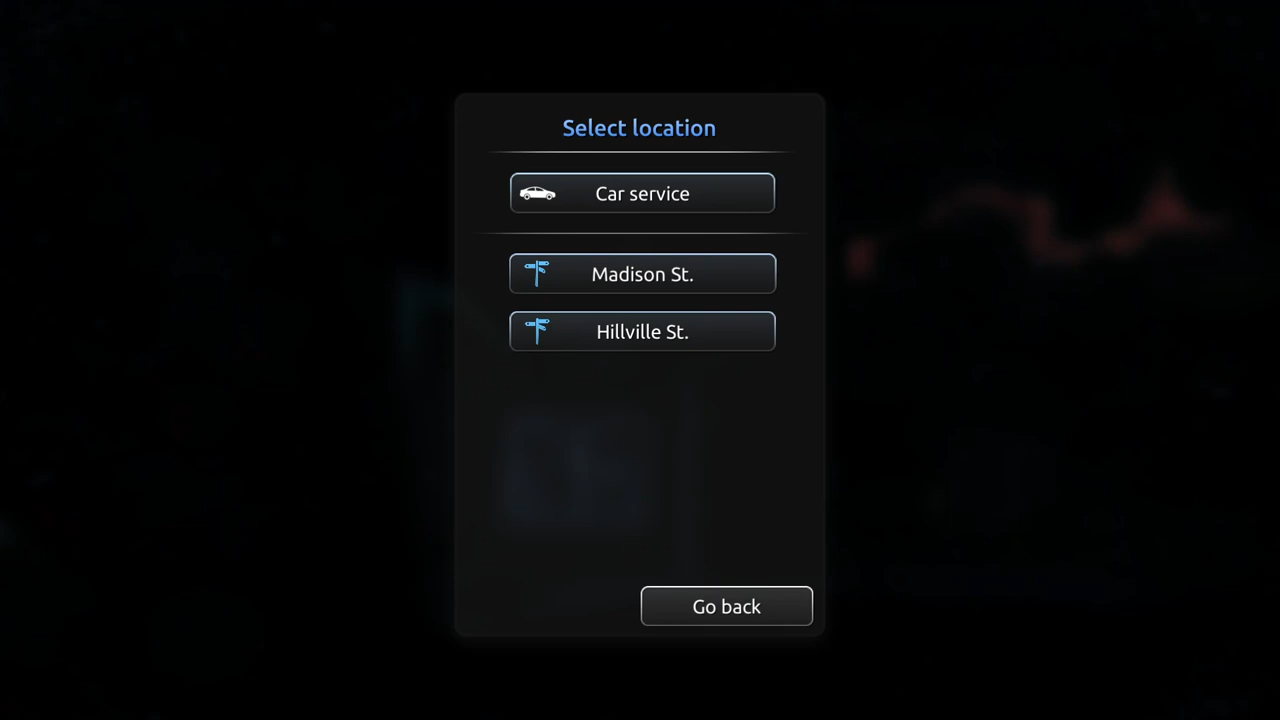 Select location
Car service
Madison St.
Hillville St.
Go back